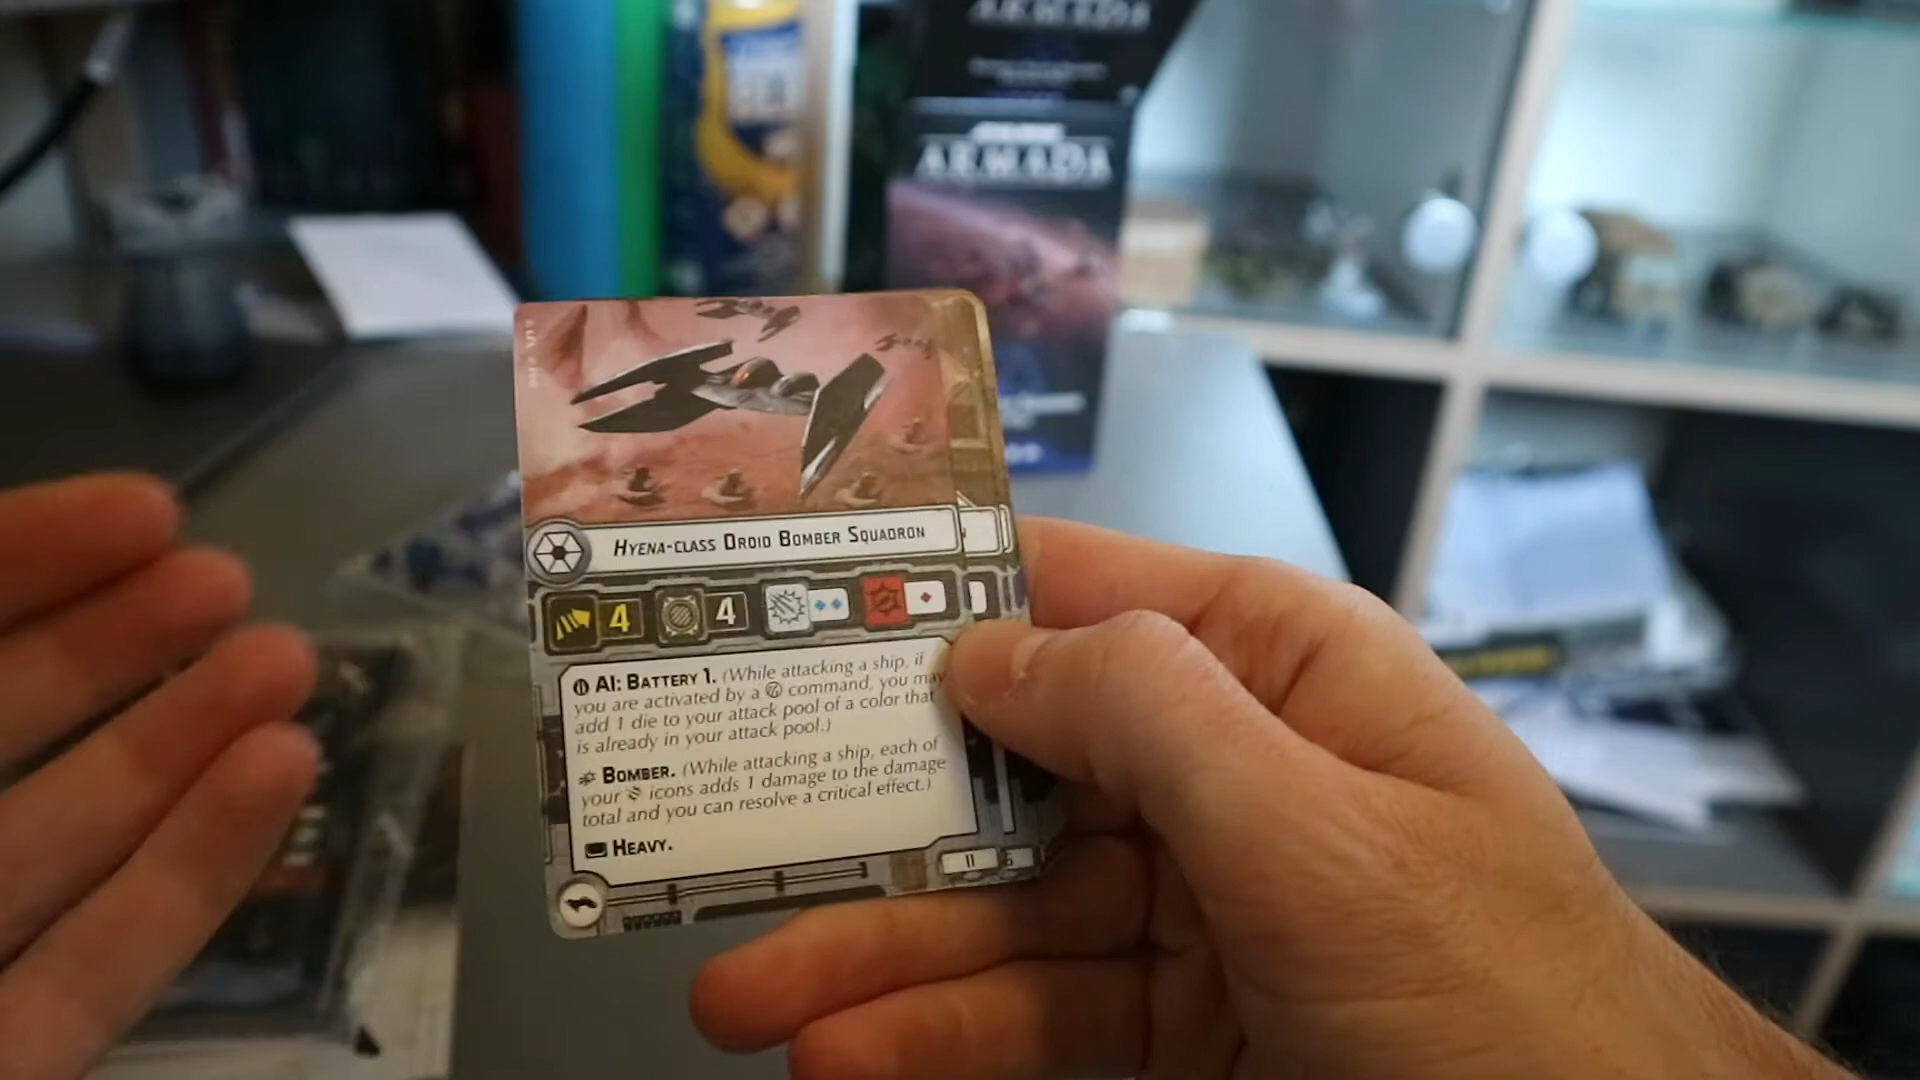 ARMADA
ARMADA
HYENA-CLASS DROID BOMBER SQUADRON
4 4
AI: BATTERY 1. (While attacking a ship, if
you are activated by a command, you may
add 1 die to your attack pool of a color that
is already in your attack pool.)
BOMBER. (While attacking a ship, each of
your icons adds 1 damage to the damage
total and you can resolve a critical effect.)
HEAVY.
11